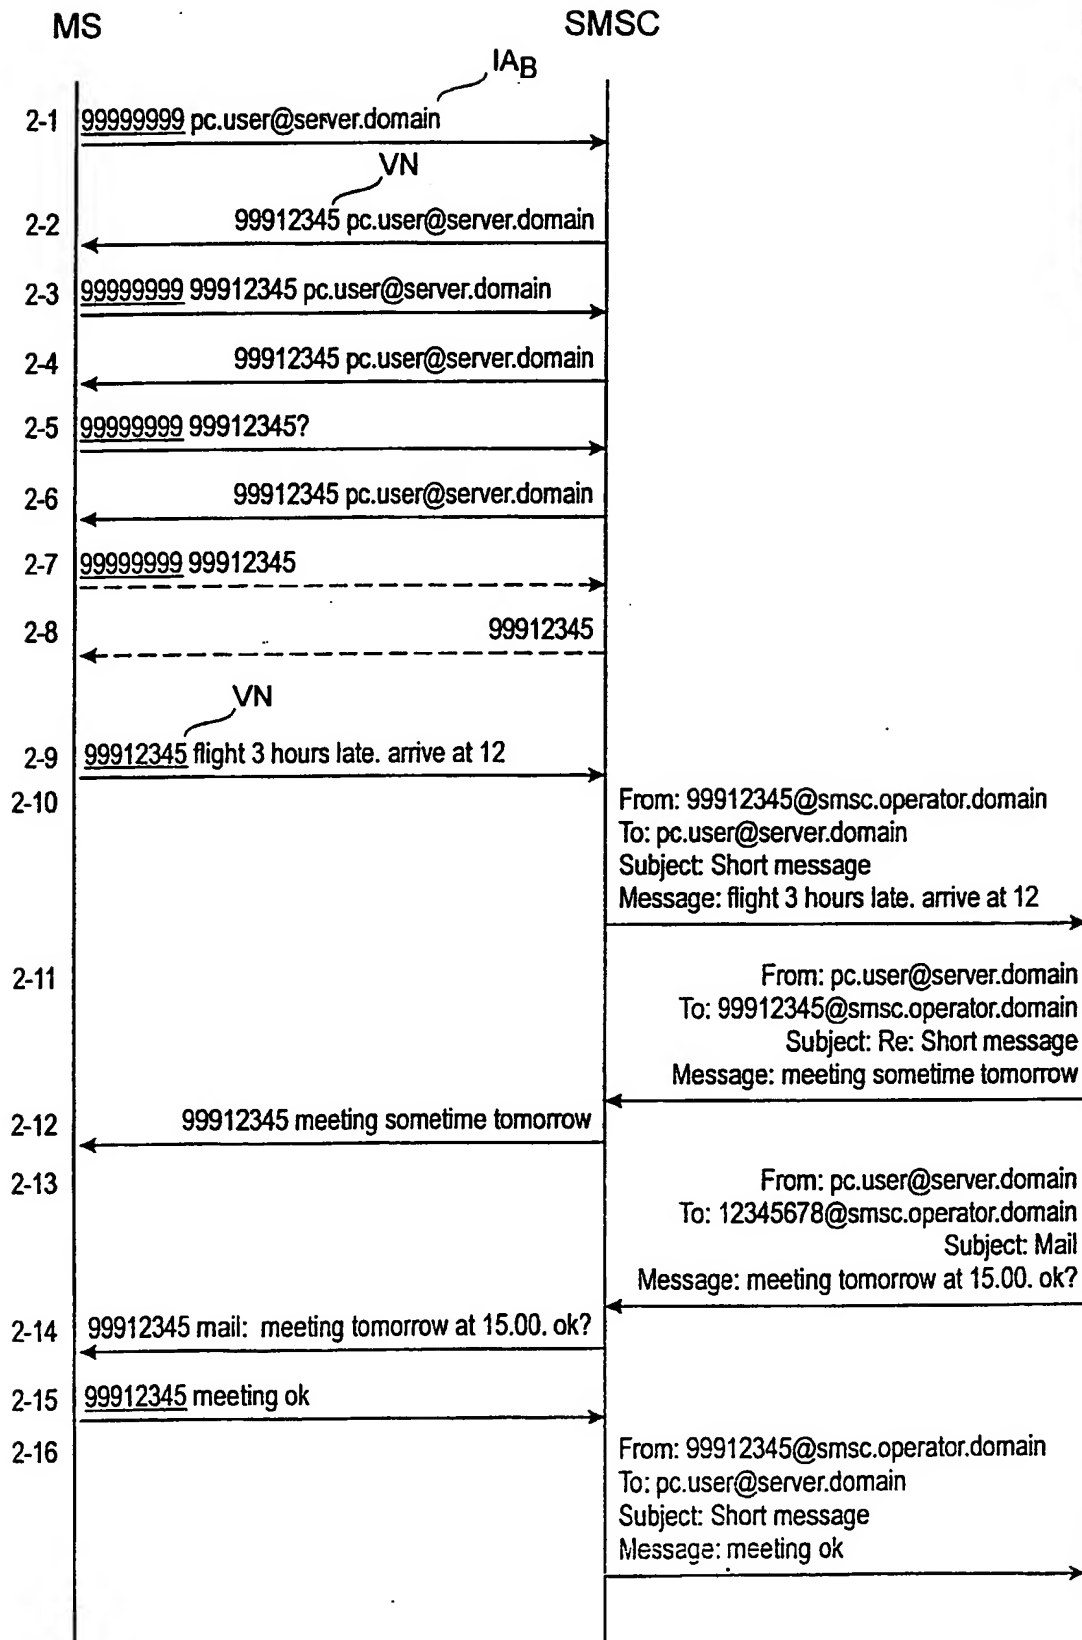 MS SMSC
IAB
2-1 99999999 pc.user@server.domain
VN
2-2 99912345 pc.user@server.domain
2-3 99999999 99912345 pc.user@server.domain
2-4 99912345 pc.user@server.domain
2-5 99999999 99912345?
2-6 99912345 pc.user@server.domain
2-7 99999999 99912345
2-8 99912345
VN
2-9 99912345 flight 3 hours late. arrive at 12
2-10 From: 99912345@smsc.operator.domain
To: pc.user@server.domain
Subject: Short message
Message: flight 3 hours late. arrive at 12
2-11 From: pc.user@server.domain
To: 99912345@smsc.operator.domain
Subject: Re: Short message
Message: meeting sometime tomorrow
2-12 99912345 meeting sometime tomorrow
2-13 From: pc.user@server.domain
To: 12345678@smsc.operator.domain
Subject: Mail
Message: meeting tomorrow at 15.00. ok?
2-14 99912345 mail: meeting tomorrow at 15.00. ok?
2-15 99912345 meeting ok
2-16 From: 99912345@smsc.operator.domain
To: pc.user@server.domain
Subject: Short message
Message: meeting ok